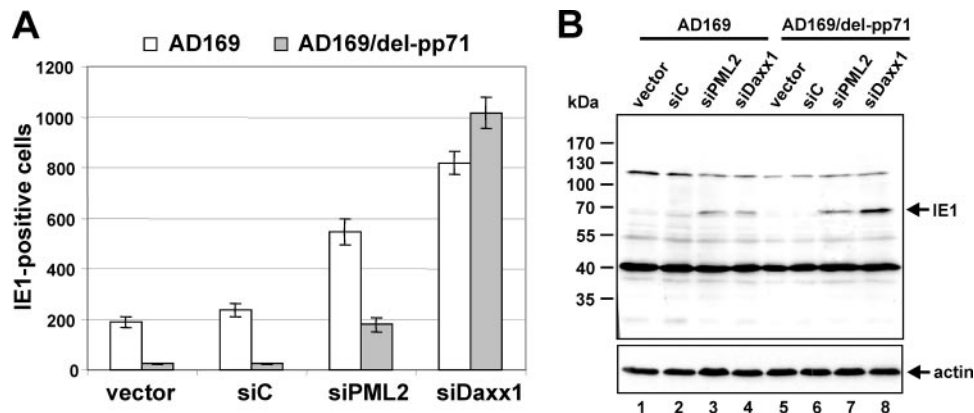 A
AD169
AD169/del-pp71
IE1-positive cells
1200
1000
800
600
400
200
0
vector
siC
siPML2
siDaxx1
B
AD169
AD169/del-pp71
vector
siC
siPML2
siDaxx1
vector
siC
siPML2
siDaxx1
kDa
170
130
100
70
55
40
35
IE1
actin
1 2 3 4 5 6 7 8